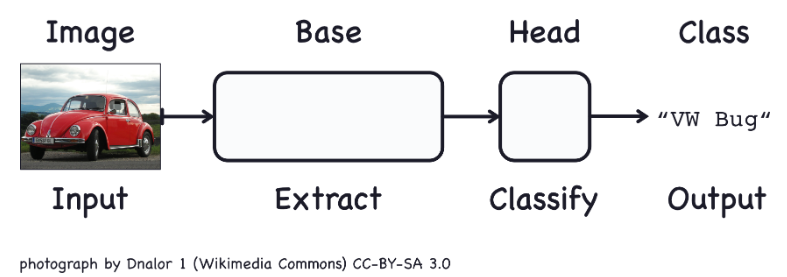 Image Base Head Class
“VW Bug“
Input Extract Classify Output
photograph by Dnalor 1 (Wikimedia Commons) CC-BY-SA 3.0